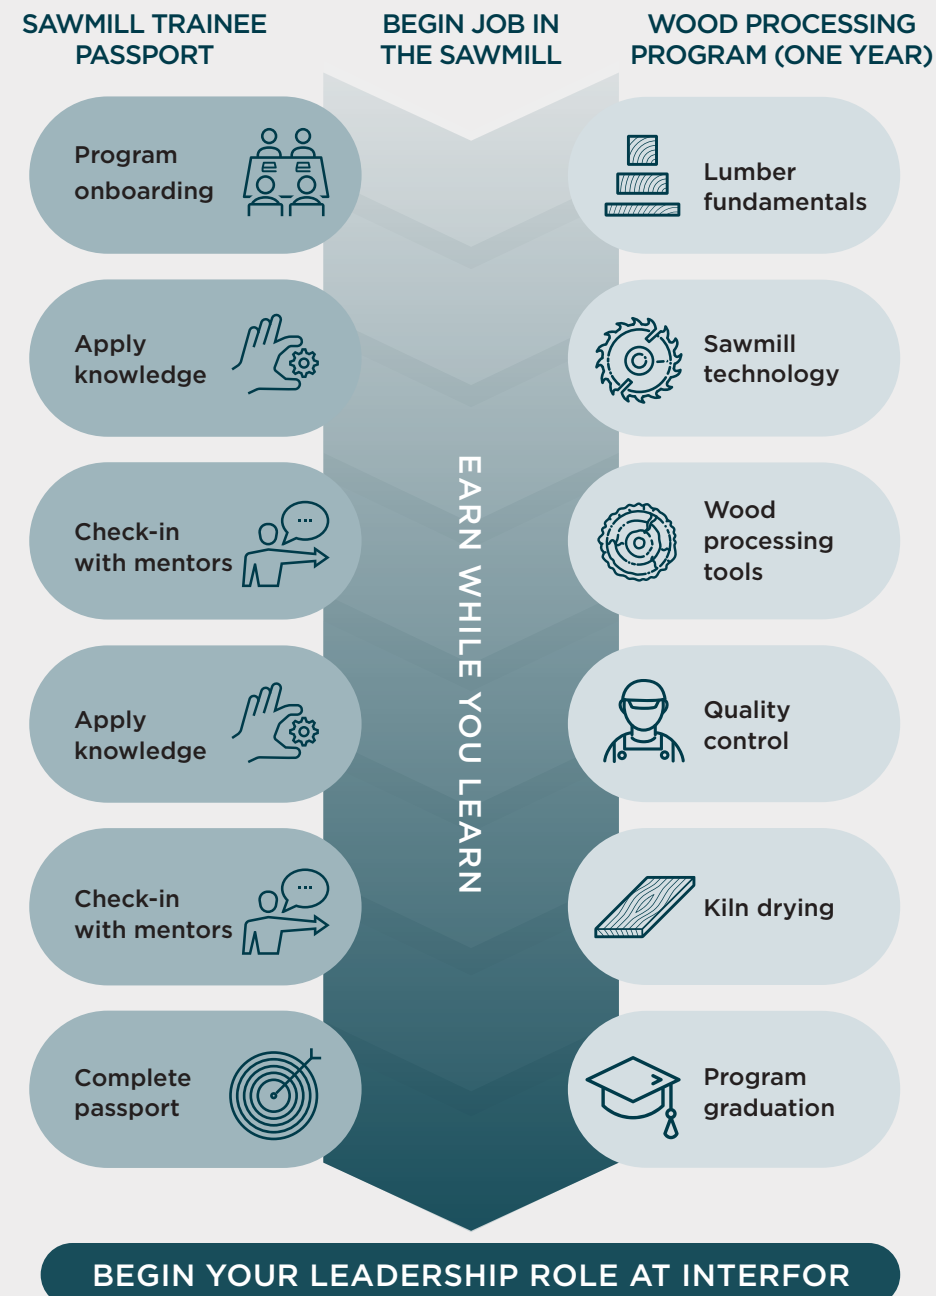 SAWMILL TRAINEE
PASSPORT
BEGIN JOB IN
THE SAWMILL
WOOD PROCESSING
PROGRAM (ONE YEAR)
Program
onboarding
Lumber
fundamentals
Apply
knowledge
Sawmill
technology
Check-in
with mentors
Wood
processing
tools
EARN WHILE YOU LEARN
Apply
knowledge
Quality
control
Check-in
with mentors
Kiln drying
Complete
passport
Program
graduation
BEGIN YOUR LEADERSHIP ROLE AT INTERFOR